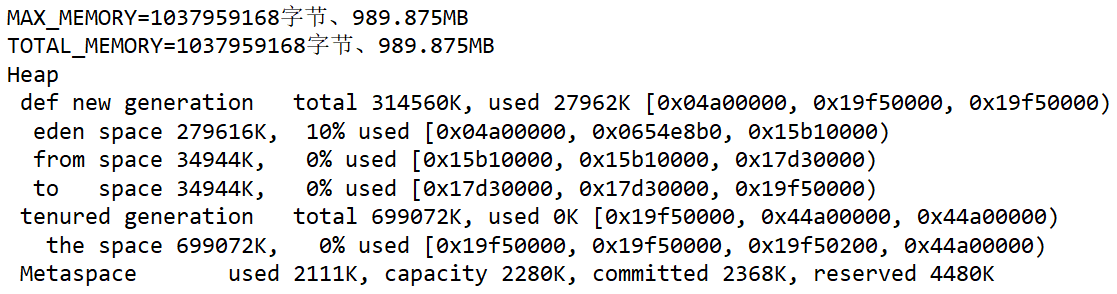 MAX_MEMORY=1037959168字节、989.875MB
TOTAL_MEMORY=1037959168字节、989.875MB
Heap
 def new generation   total 314560K, used 27962K [0x04a00000, 0x19f50000, 0x19f50000)
  eden space 279616K,  10% used [0x04a00000, 0x0654e8b0, 0x15b10000)
  from space 34944K,   0% used [0x15b10000, 0x15b10000, 0x17d30000)
  to   space 34944K,   0% used [0x17d30000, 0x17d30000, 0x19f50000)
 tenured generation   total 699072K, used 0K [0x19f50000, 0x44a00000, 0x44a00000)
   the space 699072K,   0% used [0x19f50000, 0x19f50000, 0x19f50200, 0x44a00000)
 Metaspace       used 2111K, capacity 2280K, committed 2368K, reserved 4480K